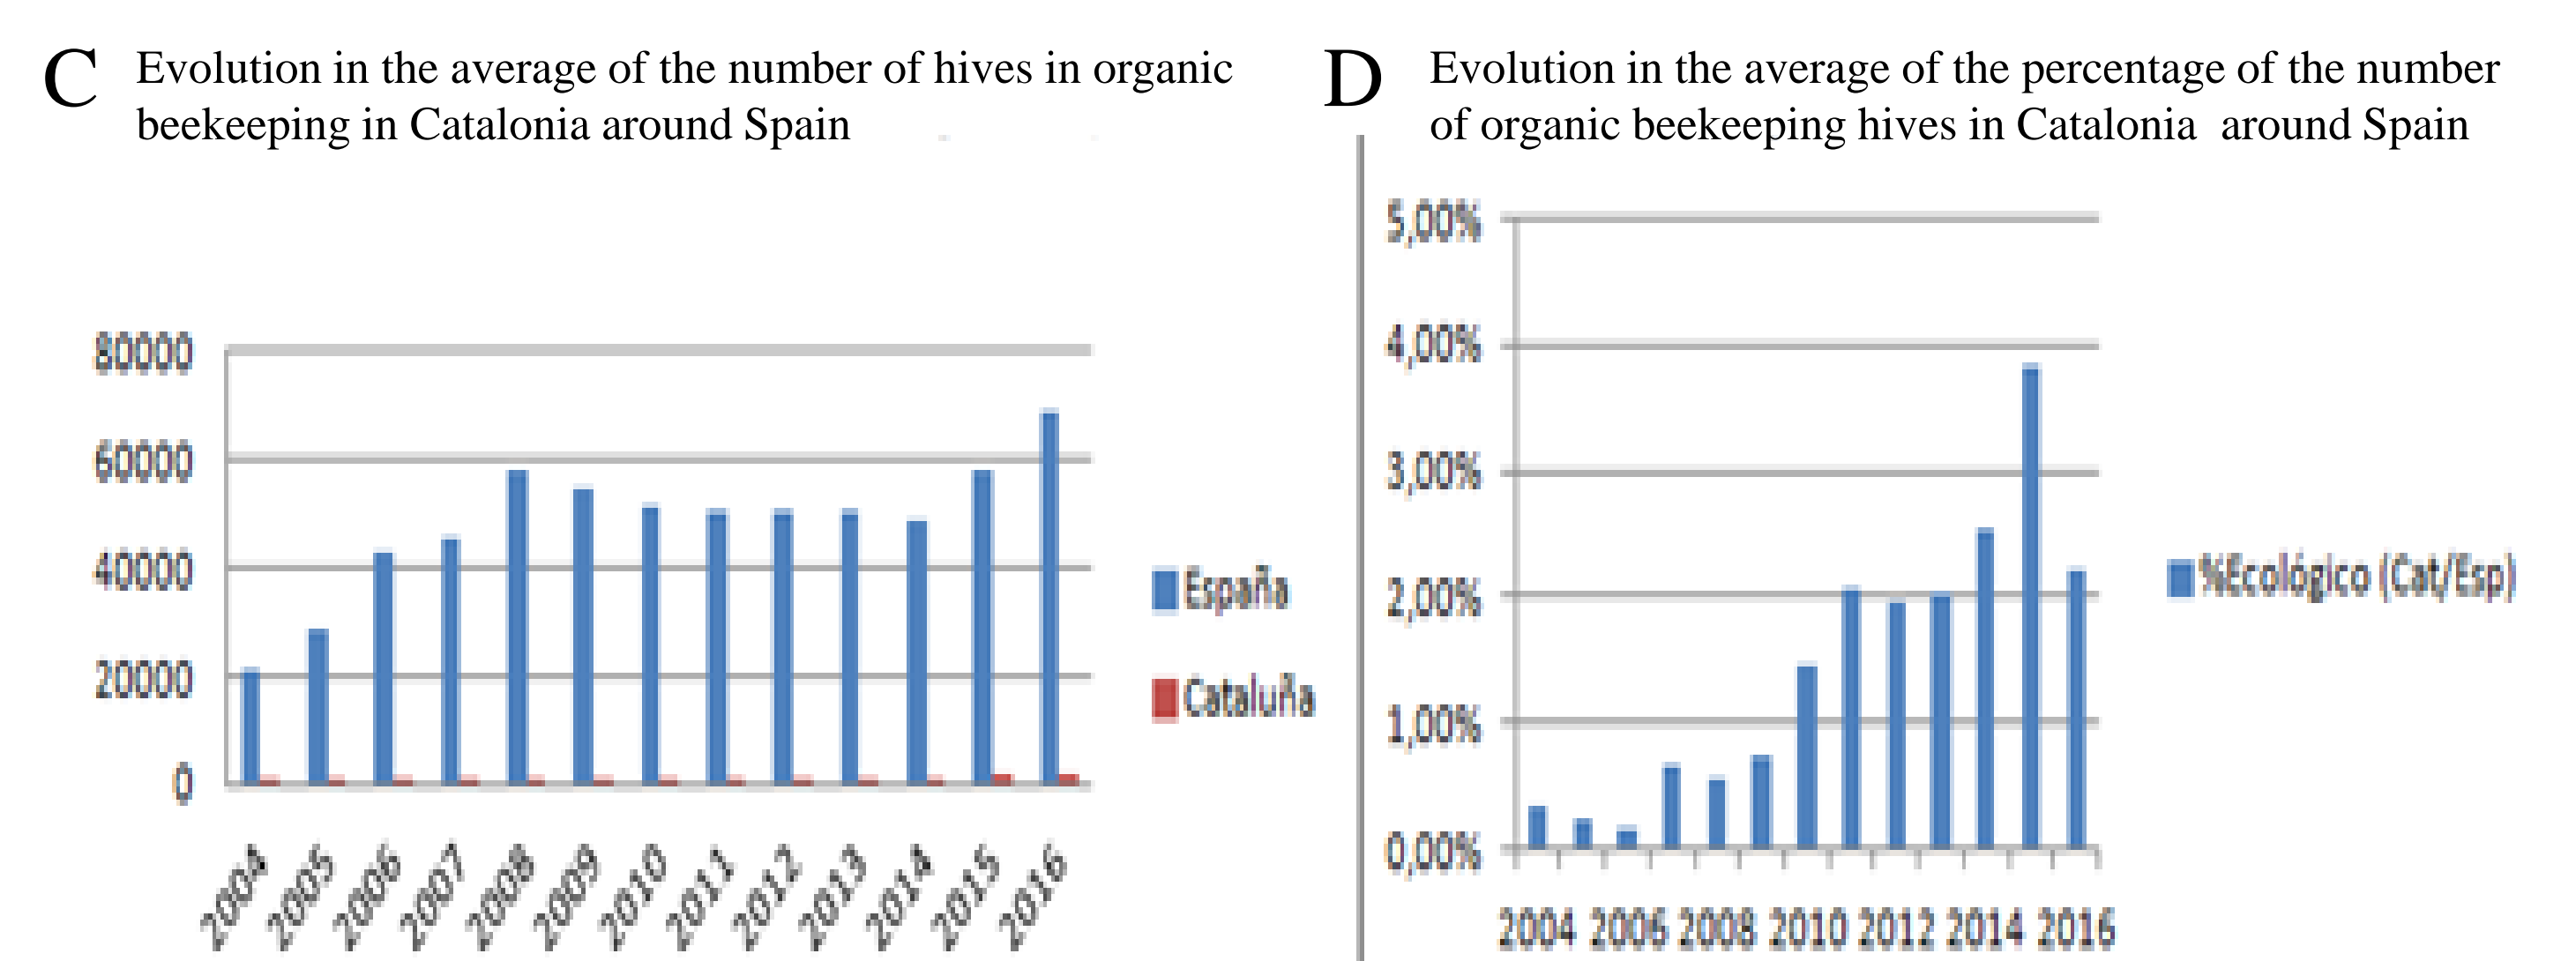 C Evolution in the average of the number of hives in organic
beekeeping in Catalonia around Spain
80000
60000
40000
20000
0
2004 2005 2006 2007 2008 2009 2010 2011 2012 2013 2014 2015 2016
España
Cataluña
D Evolution in the average of the percentage of the number
of organic beekeeping hives in Catalonia around Spain
5,00%
4,00%
3,00%
2,00%
1,00%
0,00%
2004 2006 2008 2010 2012 2014 2016
%Ecológico (Cat/Esp)